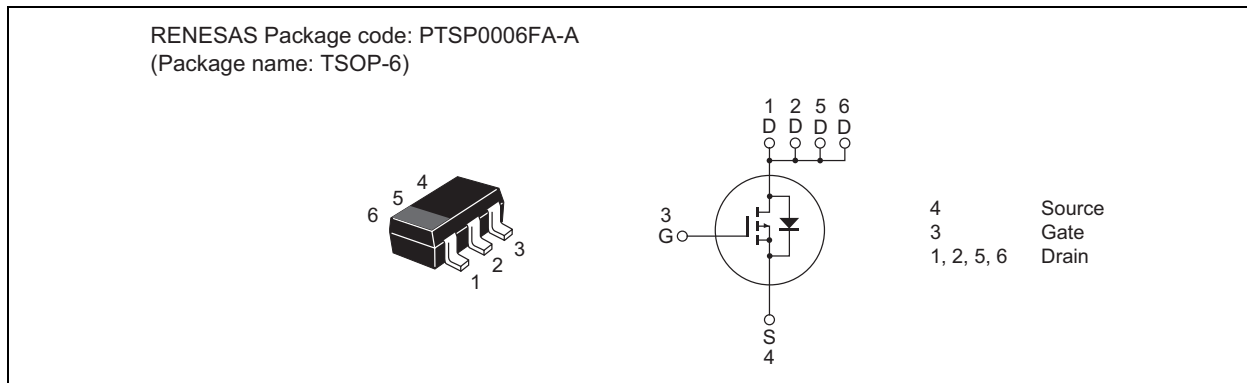 RENESAS Package code: PTSP0006FA-A
(Package name: TSOP-6)
1 2 5 6
D D D D
4
5
6
3
2
1
3
G
S
4
4 Source
3 Gate
1, 2, 5, 6 Drain